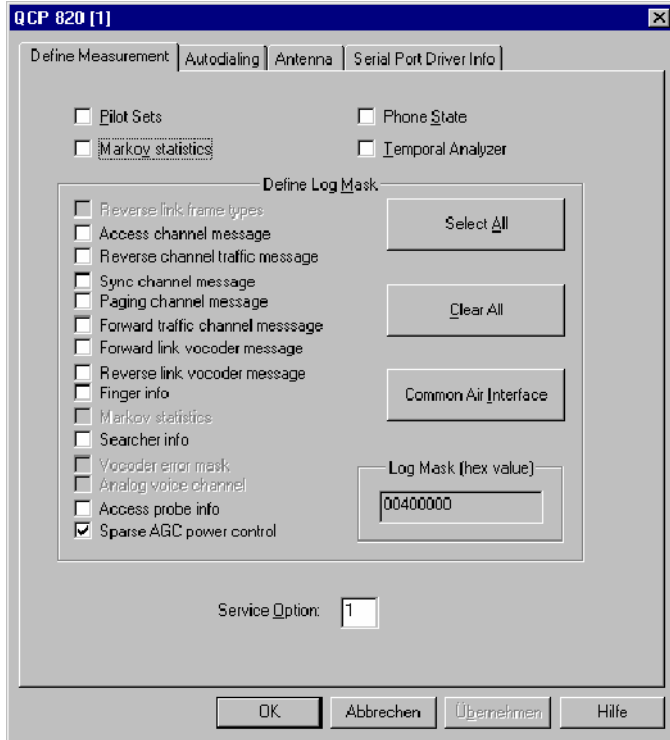 QCP 820 [1]
Define Measurement Autodialing Antenna Serial Port Driver Info
Pilot Sets Phone State
Markov statistics Temporal Analyzer
Define Log Mask
Reverse link frame types
Access channel message
Reverse channel traffic message
Sync channel message
Paging channel message
Forward traffic channel messsage
Forward link vocoder message
Reverse link vocoder message
Finger info
Markov statistics
Searcher info
Vocoder error mask
Analog voice channel
Access probe info
Sparse AGC power control
Select All
Clear All
Common Air Interface
Log Mask (hex value)
00400000
Service Option: 1
OK Abbrechen Übernehmen Hilfe